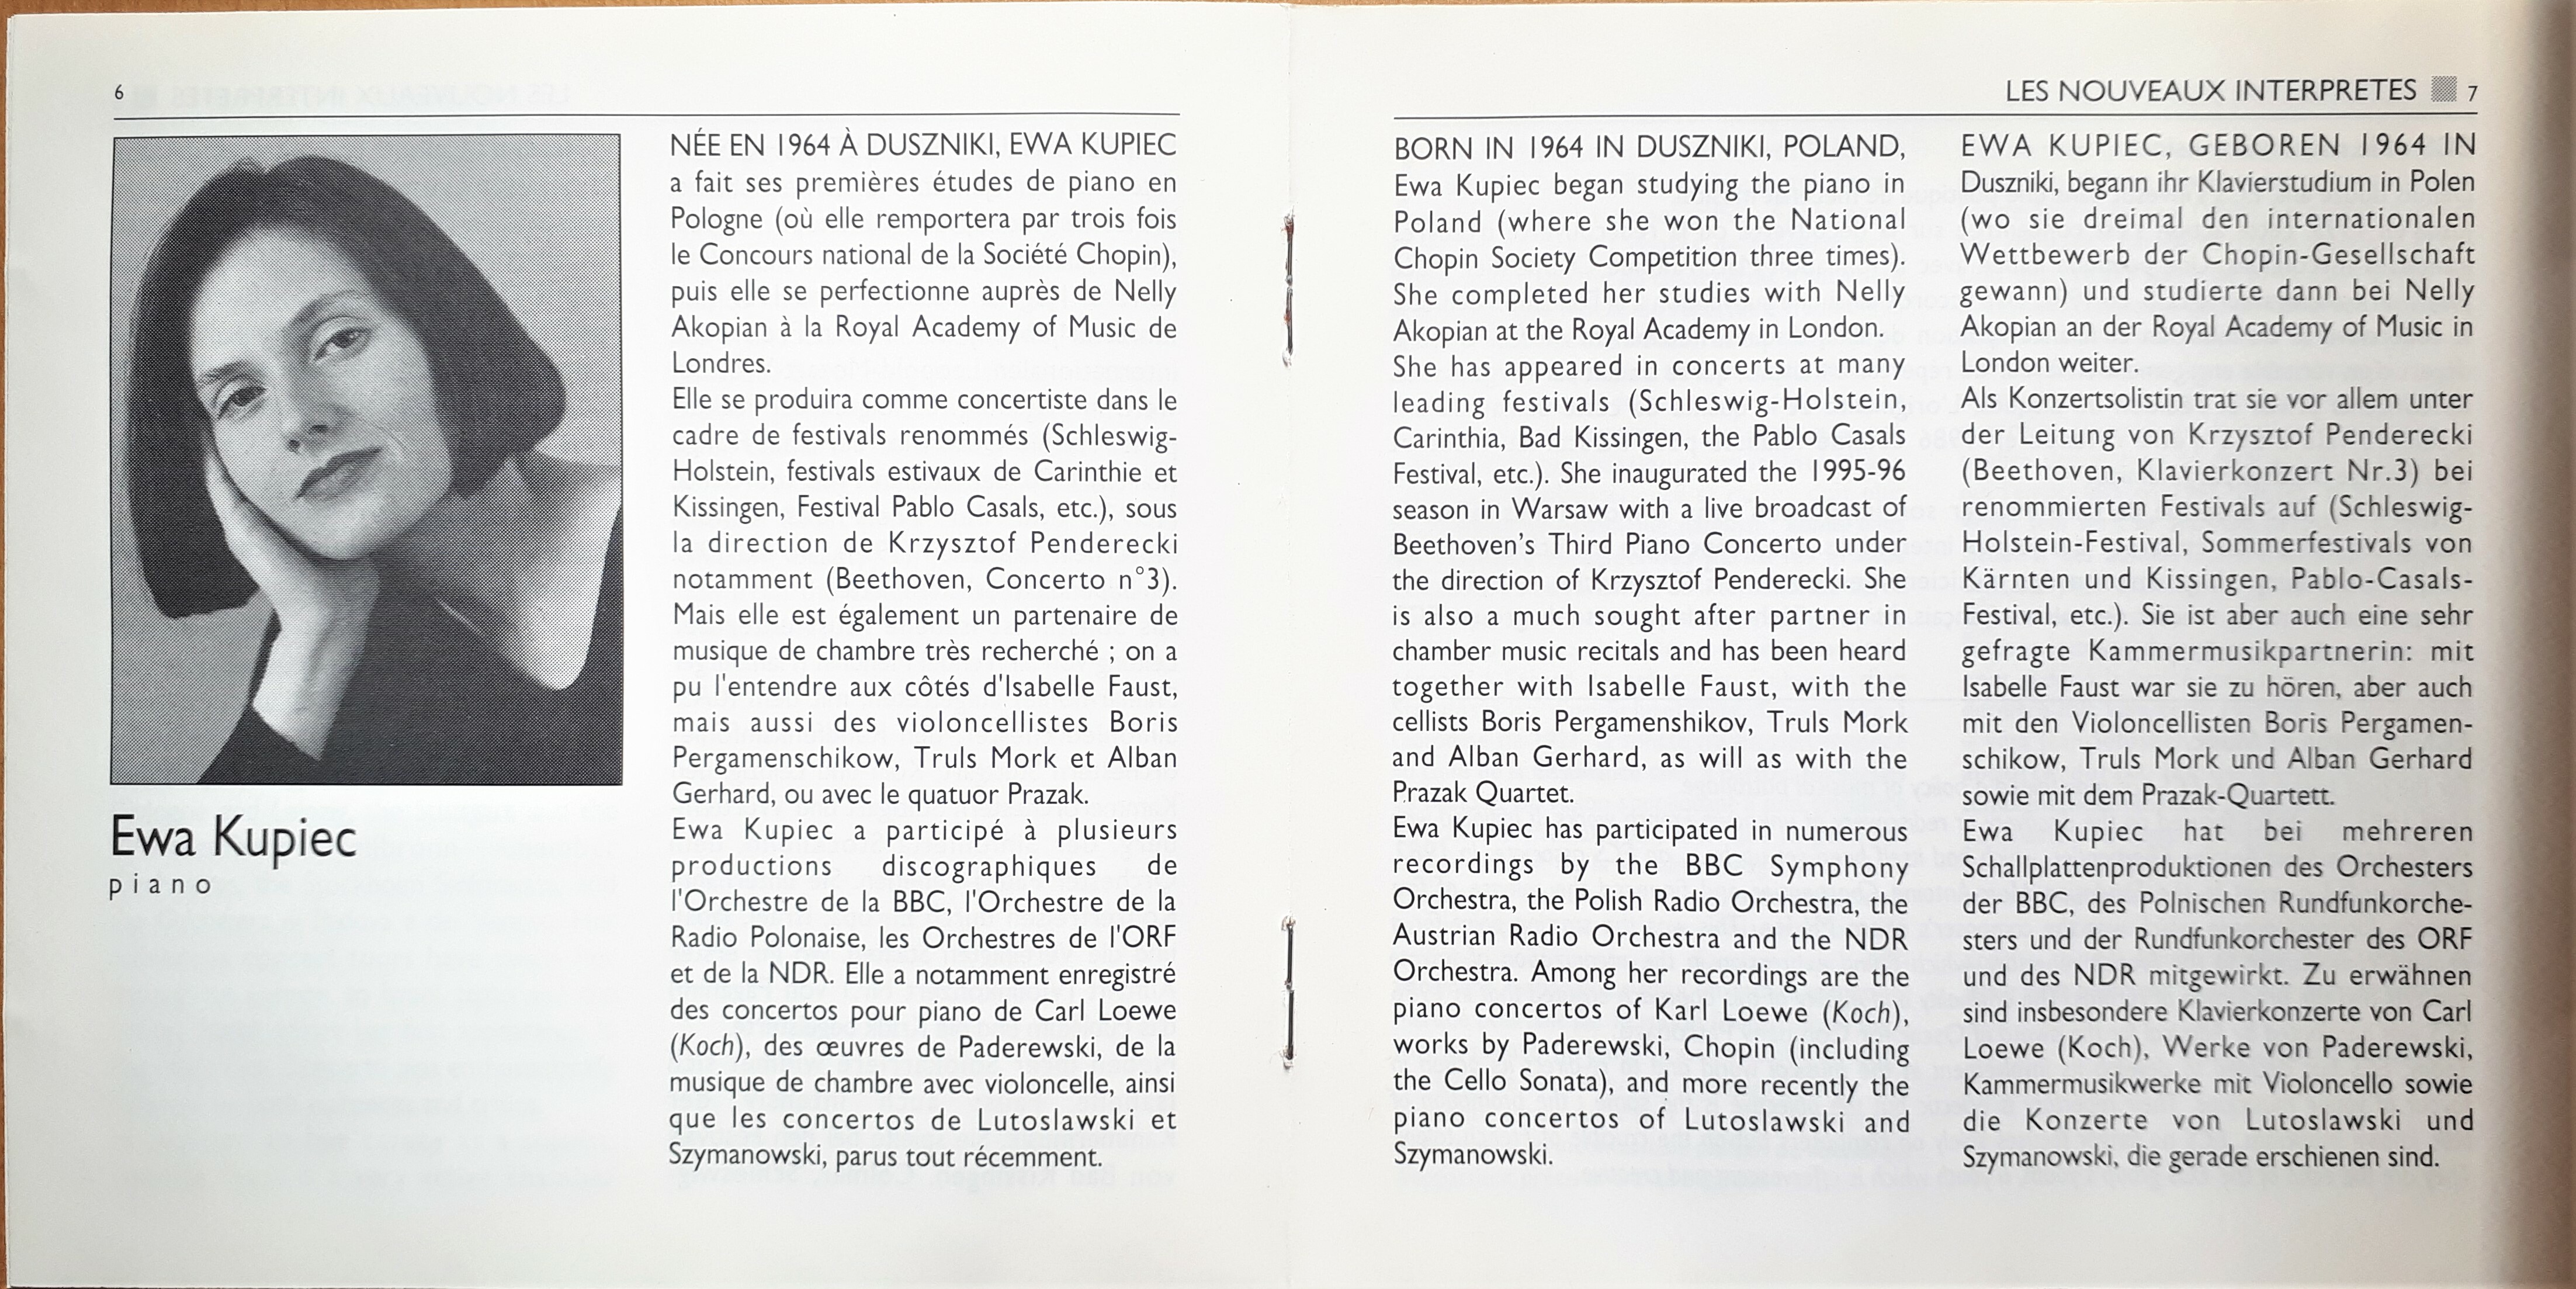 6
NÉE EN 1964 À DUSZNIKI, EWA KUPIEC
a fait ses premières études de piano en
Pologne (où elle remportera par trois fois
le Concours national de la Société Chopin),
puis elle se perfectionne auprès de Nelly
Akopian à la Royal Academy of Music de
Londres.
Elle se produira comme concertiste dans le
cadre de festivals renommés (Schleswig-
Holstein, festivals estivaux de Carinthie et
Kissingen, Festival Pablo Casals, etc.), sous
la direction de Krzysztof Penderecki
notamment (Beethoven, Concerto n°3).
Mais elle est également un partenaire de
musique de chambre très recherché ; on a
pu l'entendre aux côtés d'Isabelle Faust,
mais aussi des violoncellistes Boris
Pergamenschikow, Truls Mork et Alban
Gerhard, ou avec le quatuor Prazak.
Ewa Kupiec a participé à plusieurs
productions discographiques de
l'Orchestre de la BBC, l'Orchestre de la
Radio Polonaise, les Orchestres de l'ORF
et de la NDR. Elle a notamment enregistré
des concertos pour piano de Carl Loewe
(Koch), des œuvres de Paderewski, de la
musique de chambre avec violoncelle, ainsi
que les concertos de Lutoslawski et
Szymanowski, parus tout récemment.
Ewa Kupiec
piano
LES NOUVEAUX INTERPRETES 7
BORN IN 1964 IN DUSZNIKI, POLAND,
Ewa Kupiec began studying the piano in
Poland (where she won the National
Chopin Society Competition three times).
She completed her studies with Nelly
Akopian at the Royal Academy in London.
She has appeared in concerts at many
leading festivals (Schleswig-Holstein,
Carinthia, Bad Kissingen, the Pablo Casals
Festival, etc.). She inaugurated the 1995-96
season in Warsaw with a live broadcast of
Beethoven's Third Piano Concerto under
the direction of Krzysztof Penderecki. She
is also a much sought after partner in
chamber music recitals and has been heard
together with Isabelle Faust, with the
cellists Boris Pergamenshikov, Truls Mork
and Alban Gerhard, as will as with the
Prazak Quartet.
Ewa Kupiec has participated in numerous
recordings by the BBC Symphony
Orchestra, the Polish Radio Orchestra, the
Austrian Radio Orchestra and the NDR
Orchestra. Among her recordings are the
piano concertos of Karl Loewe (Koch),
works by Paderewski, Chopin (including
the Cello Sonata), and more recently the
piano concertos of Lutoslawski and
Szymanowski.
EWA KUPIEC, GEBOREN 1964 IN
Duszniki, begann ihr Klavierstudium in Polen
(wo sie dreimal den internationalen
Wettbewerb der Chopin-Gesellschaft
gewann) und studierte dann bei Nelly
Akopian an der Royal Academy of Music in
London weiter.
Als Konzertsolistin trat sie vor allem unter
der Leitung von Krzysztof Penderecki
(Beethoven, Klavierkonzert Nr.3) bei
renommierten Festivals auf (Schleswig-
Holstein-Festival, Sommerfestivals von
Kärnten und Kissingen, Pablo-Casals-
Festival, etc.). Sie ist aber auch eine sehr
gefragte Kammermusikpartnerin: mit
Isabelle Faust war sie zu hören, aber auch
mit den Violoncellisten Boris Pergamen-
schikow, Truls Mork und Alban Gerhard
sowie mit dem Prazak-Quartett.
Ewa Kupiec hat bei mehreren
Schallplattenproduktionen des Orchesters
der BBC, des Polnischen Rundfunkorche-
sters und der Rundfunkorchester des ORF
und des NDR mitgewirkt. Zu erwähnen
sind insbesondere Klavierkonzerte von Carl
Loewe (Koch), Werke von Paderewski,
Kammermusikwerke mit Violoncello sowie
die Konzerte von Lutoslawski und
Szymanowski, die gerade erschienen sind.